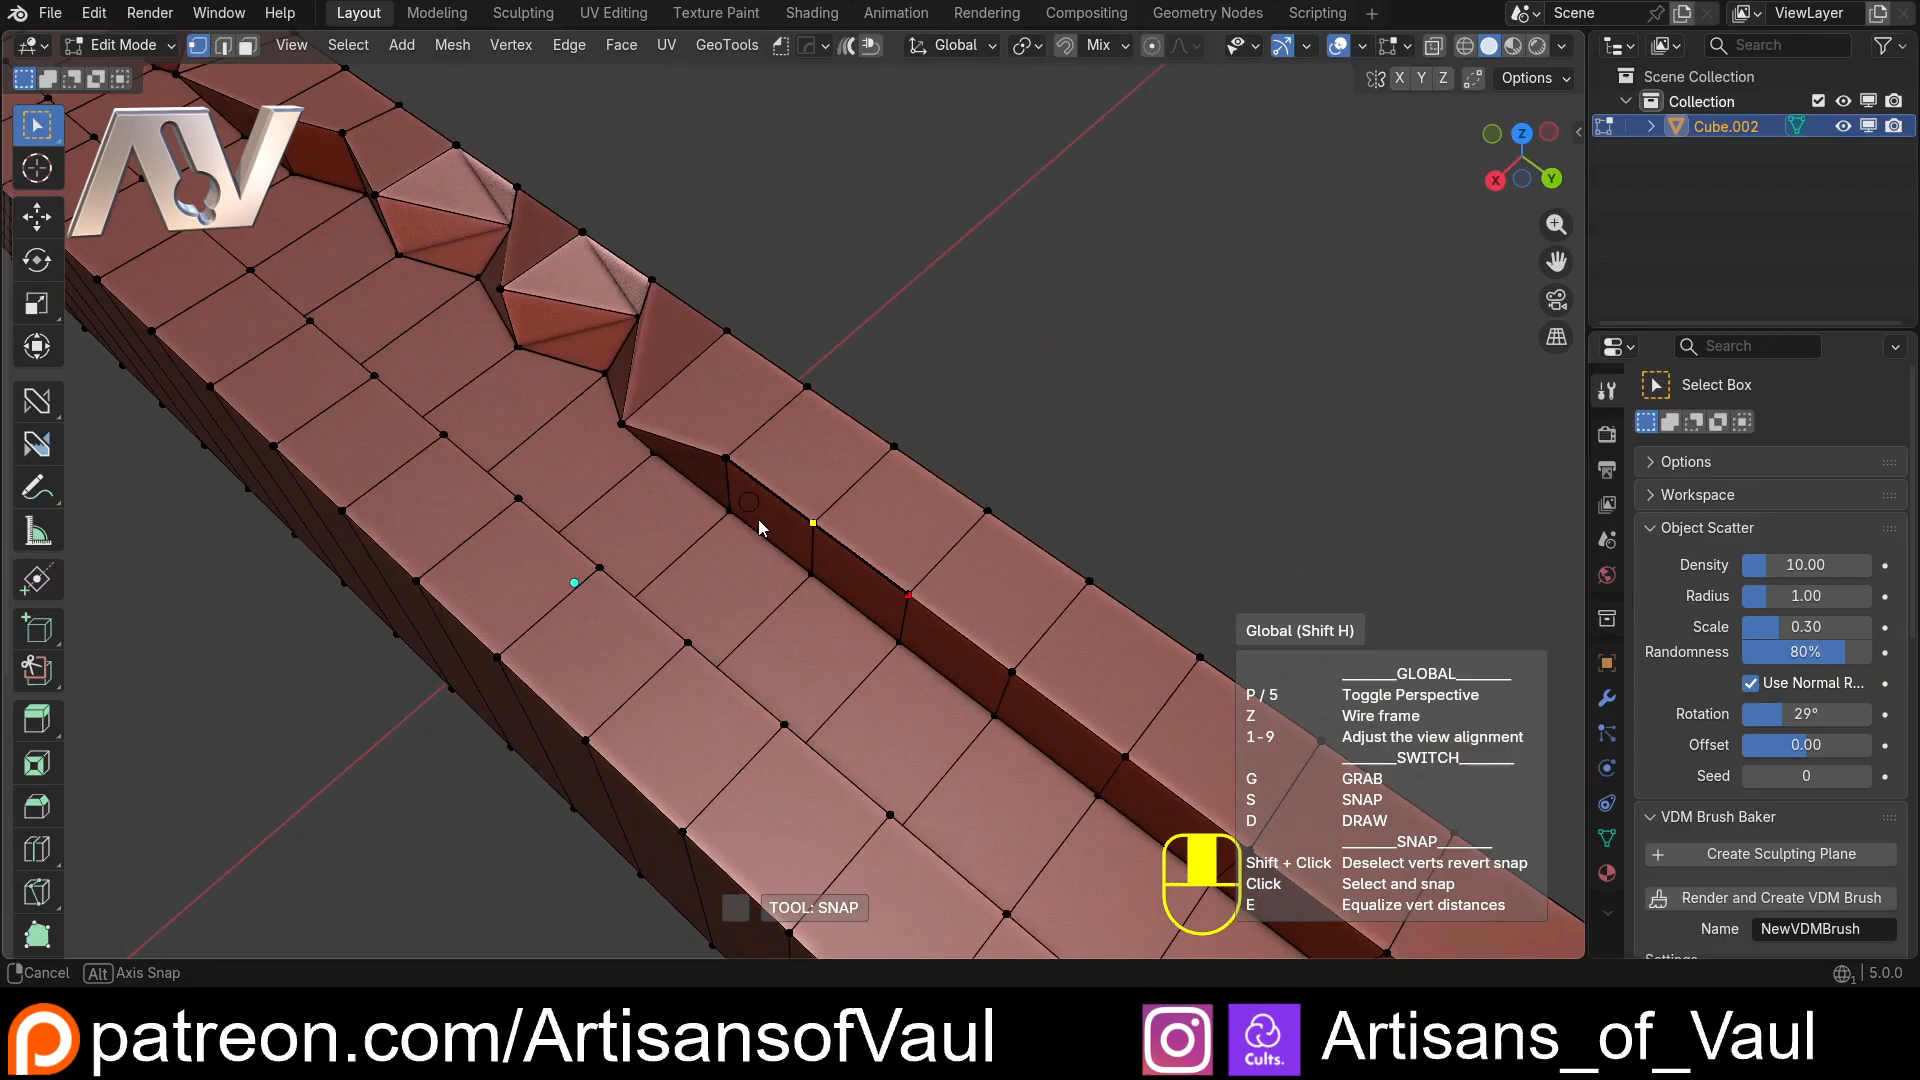 File Edit Render Window Help Layout Modeling Sculpting UV Editing Texture Paint Shading Animation Rendering Compositing Geometry Nodes Scripting + Scene ViewLayer
Edit Mode View Select Add Mesh Vertex Edge Face UV GeoTools Global Mix Search
X Y Z Options
Scene Collection
Collection
Cube.002
AV
Z
X Y
Search
Select Box
Options
Workspace
Object Scatter
Density 10.00
Radius 1.00
Scale 0.30
Randomness 80%
Use Normal R...
Rotation 29°
Offset 0.00
Seed 0
VDM Brush Baker
Create Sculpting Plane
Render and Create VDM Brush
Name NewVDMBrush
Global (Shift H)
_______GLOBAL_______
P / 5 Toggle Perspective
Z Wire frame
1-9 Adjust the view alignment
_______SWITCH_______
G GRAB
S SNAP
D DRAW
_______SNAP_______
Shift + Click Deselect verts revert snap
Click Select and snap
E Equalize vert distances
TOOL: SNAP
Cancel Alt Axis Snap 5.0.0
patreon.com/ArtisansofVaul Cults. Artisans_of_Vaul